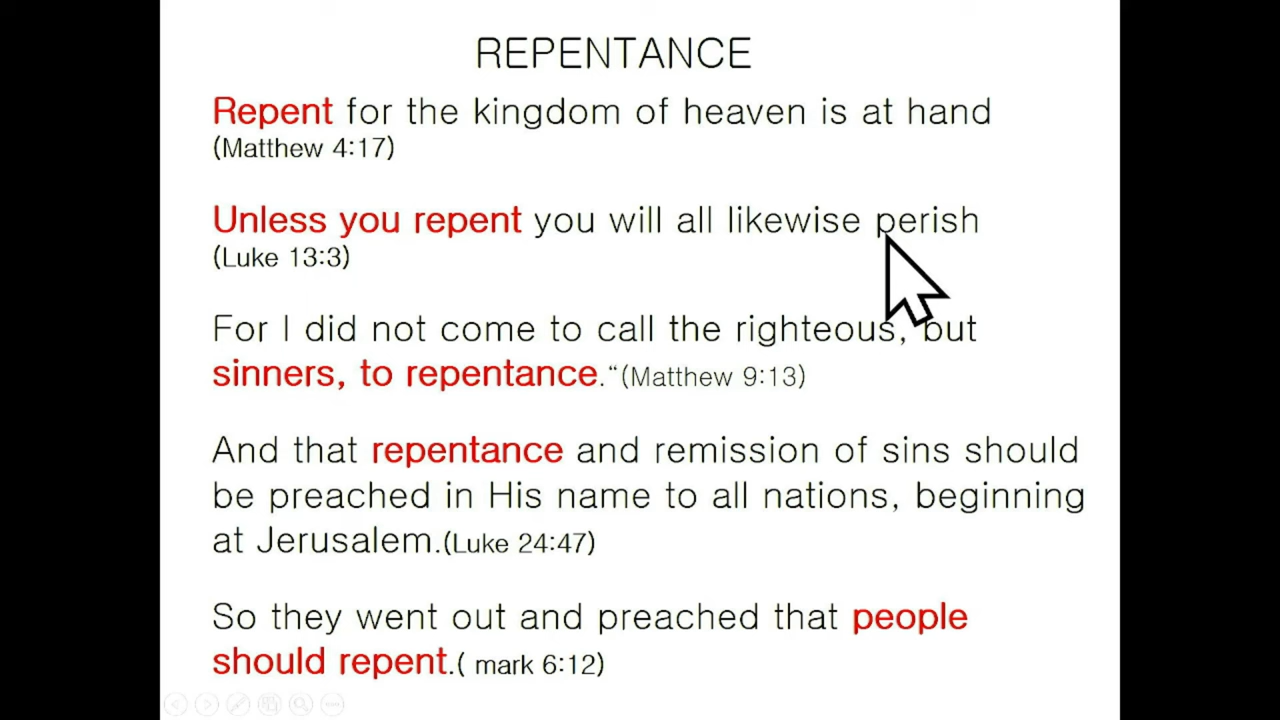 REPENTANCE
Repent for the kingdom of heaven is at hand
(Matthew 4:17)
Unless you repent you will all likewise perish
(Luke 13:3)
For I did not come to call the righteous, but
sinners, to repentance.“(Matthew 9:13)
And that repentance and remission of sins should
be preached in His name to all nations, beginning
at Jerusalem.(Luke 24:47)
So they went out and preached that people
should repent.( mark 6:12)